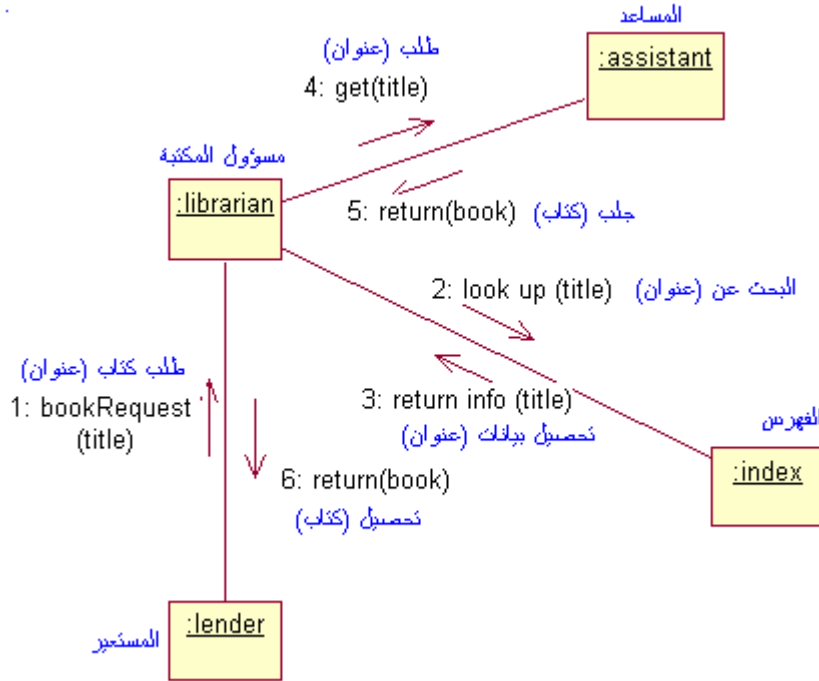 المساعد
:assistant
طلب (عنوان)
4: get(title)
مسؤول المكتبة
:librarian
5: return(book) جلب (كتاب)
2: look up (title) البحث عن (عنوان)
طلب كتاب (عنوان)
1: bookRequest
(title)
3: return info (title)
تحصيل بيانات (عنوان)
الفهرس
:index
6: return(book)
تحصيل (كتاب)
:lender
المستعير